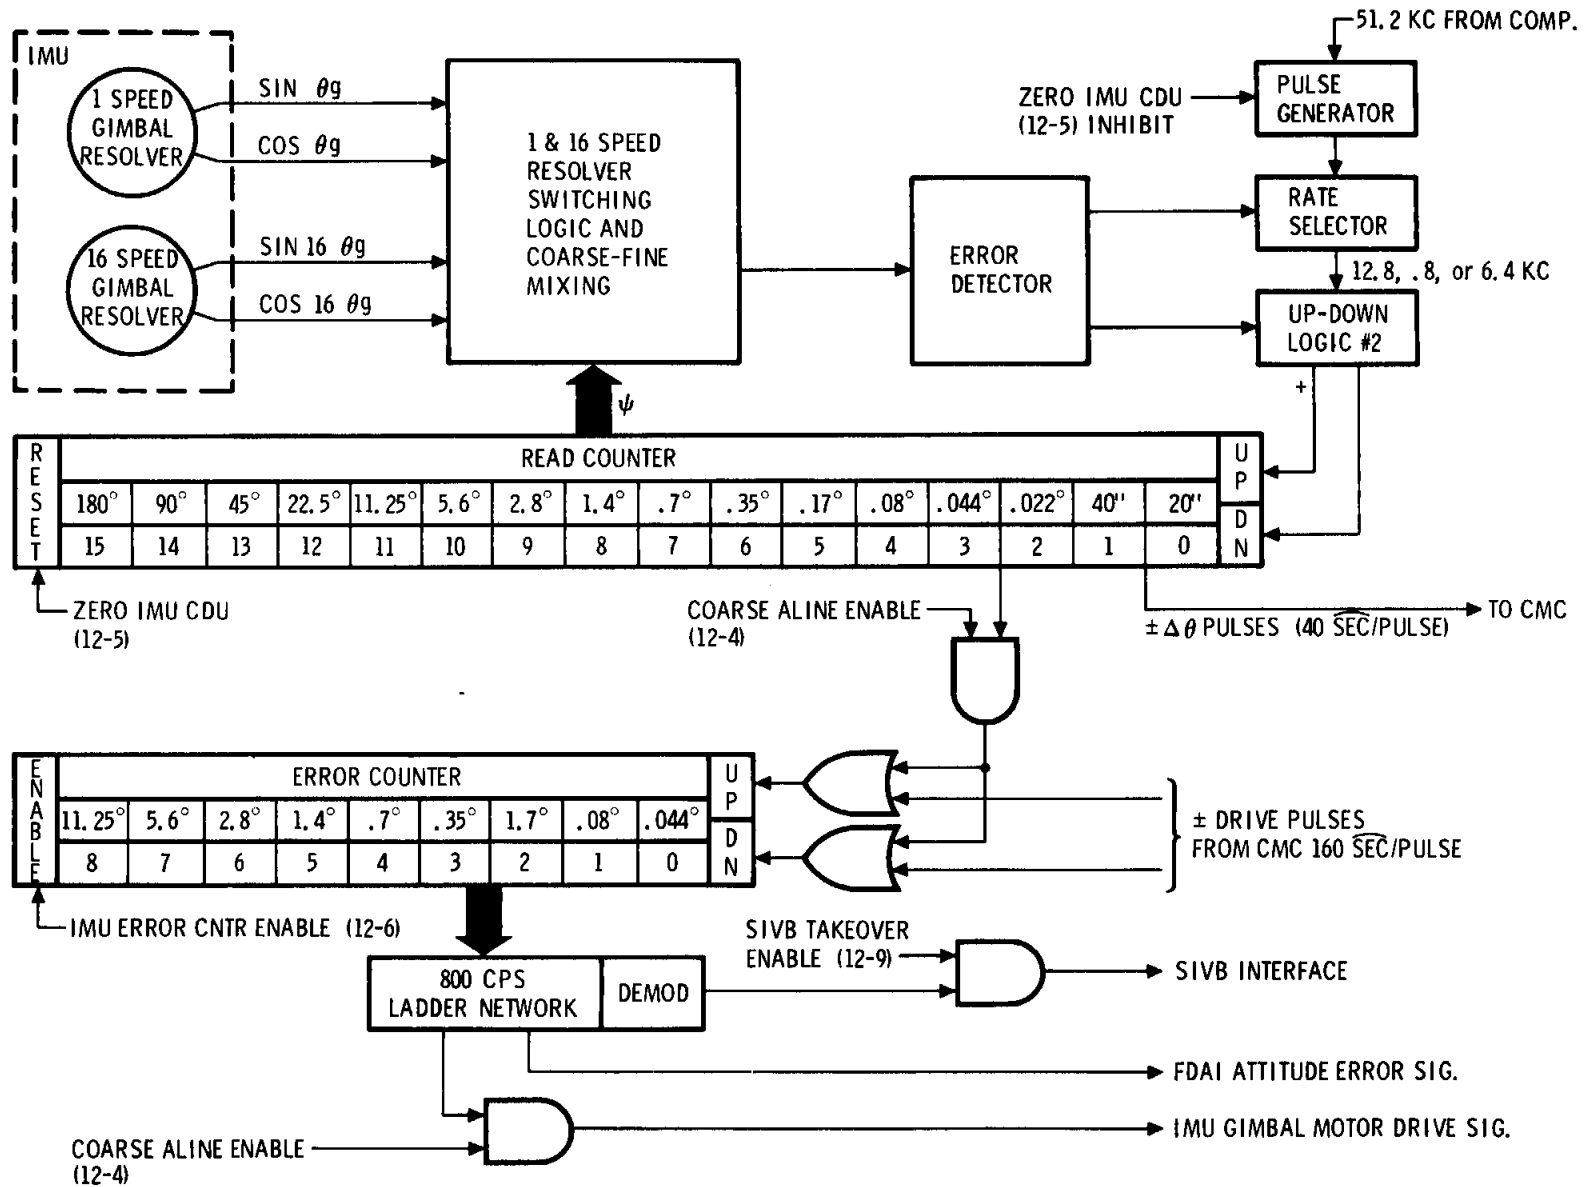 51.2 KC FROM COMP.
IMU
1 SPEED
GIMBAL
RESOLVER
SIN θg
COS θg
16 SPEED
GIMBAL
RESOLVER
SIN 16 θg
COS 16 θg
1 & 16 SPEED
RESOLVER
SWITCHING
LOGIC AND
COARSE-FINE
MIXING
ERROR
DETECTOR
ZERO IMU CDU
(12-5) INHIBIT
PULSE
GENERATOR
RATE
SELECTOR
12.8, .8, or 6.4 KC
UP-DOWN
LOGIC #2
+
ψ
RESET
READ COUNTER
UP
DN
180° 90° 45° 22.5° 11.25° 5.6° 2.8° 1.4° .7° .35° .17° .08° .044° .022° 40" 20"
15 14 13 12 11 10 9 8 7 6 5 4 3 2 1 0
ZERO IMU CDU
(12-5)
COARSE ALINE ENABLE
(12-4)
TO CMC
± Δθ PULSES (40 SEC/PULSE)
ENABLE
ERROR COUNTER
UP
DN
11.25° 5.6° 2.8° 1.4° .7° .35° 1.7° .08° .044°
8 7 6 5 4 3 2 1 0
± DRIVE PULSES
FROM CMC 160 SEC/PULSE
IMU ERROR CNTR ENABLE (12-6)
800 CPS
LADDER NETWORK
DEMOD
SIVB TAKEOVER
ENABLE (12-9)
SIVB INTERFACE
FDAI ATTITUDE ERROR SIG.
IMU GIMBAL MOTOR DRIVE SIG.
COARSE ALINE ENABLE
(12-4)